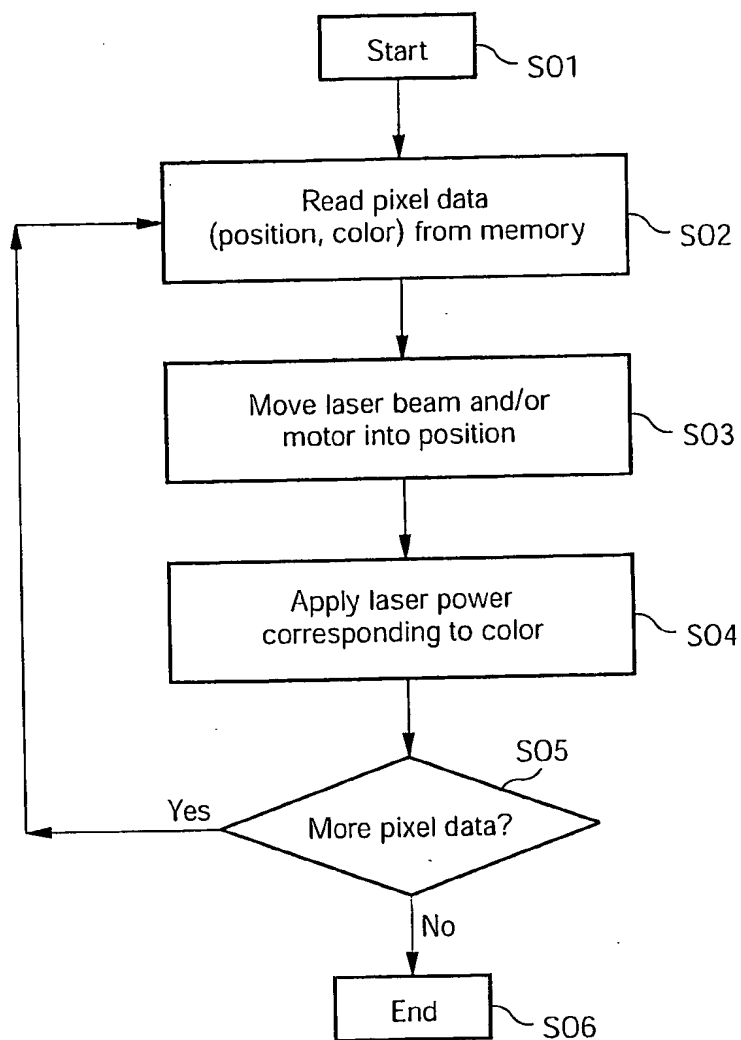 Start
S01
Read pixel data
(position, color) from memory
S02
Move laser beam and/or
motor into position
S03
Apply laser power
corresponding to color
S04
S05
Yes
More pixel data?
No
End
S06